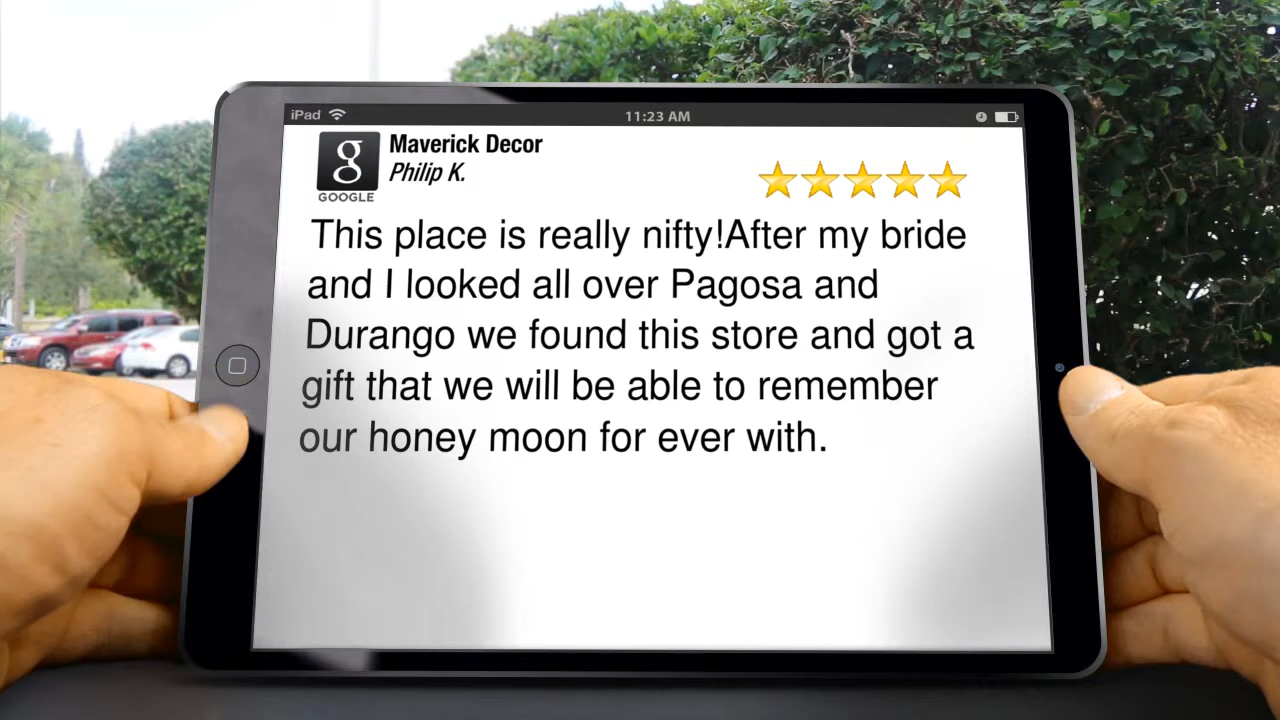 iPad 11:23 AM
g
GOOGLE
Maverick Decor
Philip K.
This place is really nifty!After my bride
and I looked all over Pagosa and
Durango we found this store and got a
gift that we will be able to remember
our honey moon for ever with.